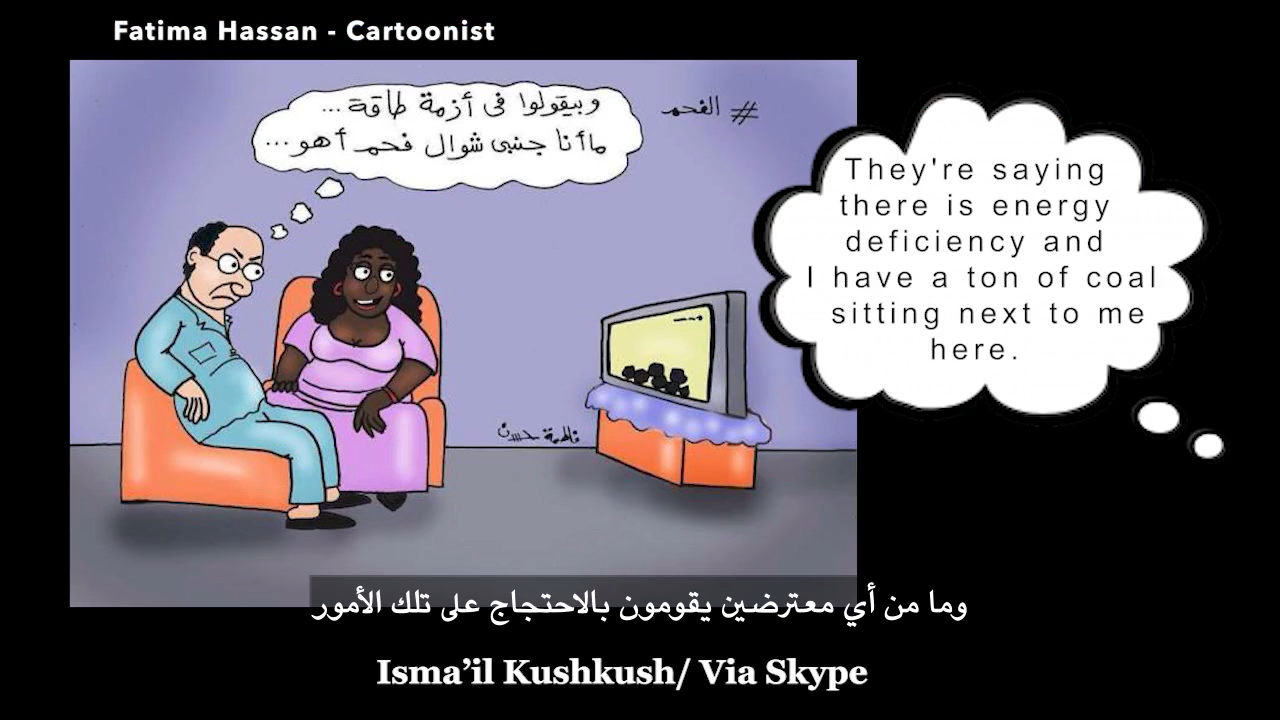 Fatima Hassan - Cartoonist
وبيقولوا فى أزمة طاقة...
ما أنا جنبى شوال فحم أهو...
# الفحم
They're saying
there is energy
deficiency and
I have a ton of coal
sitting next to me
here.
فاطمة حسن
وما من أي معترضين يقومون بالاحتجاج على تلك الأمور
Isma’il Kushkush/ Via Skype